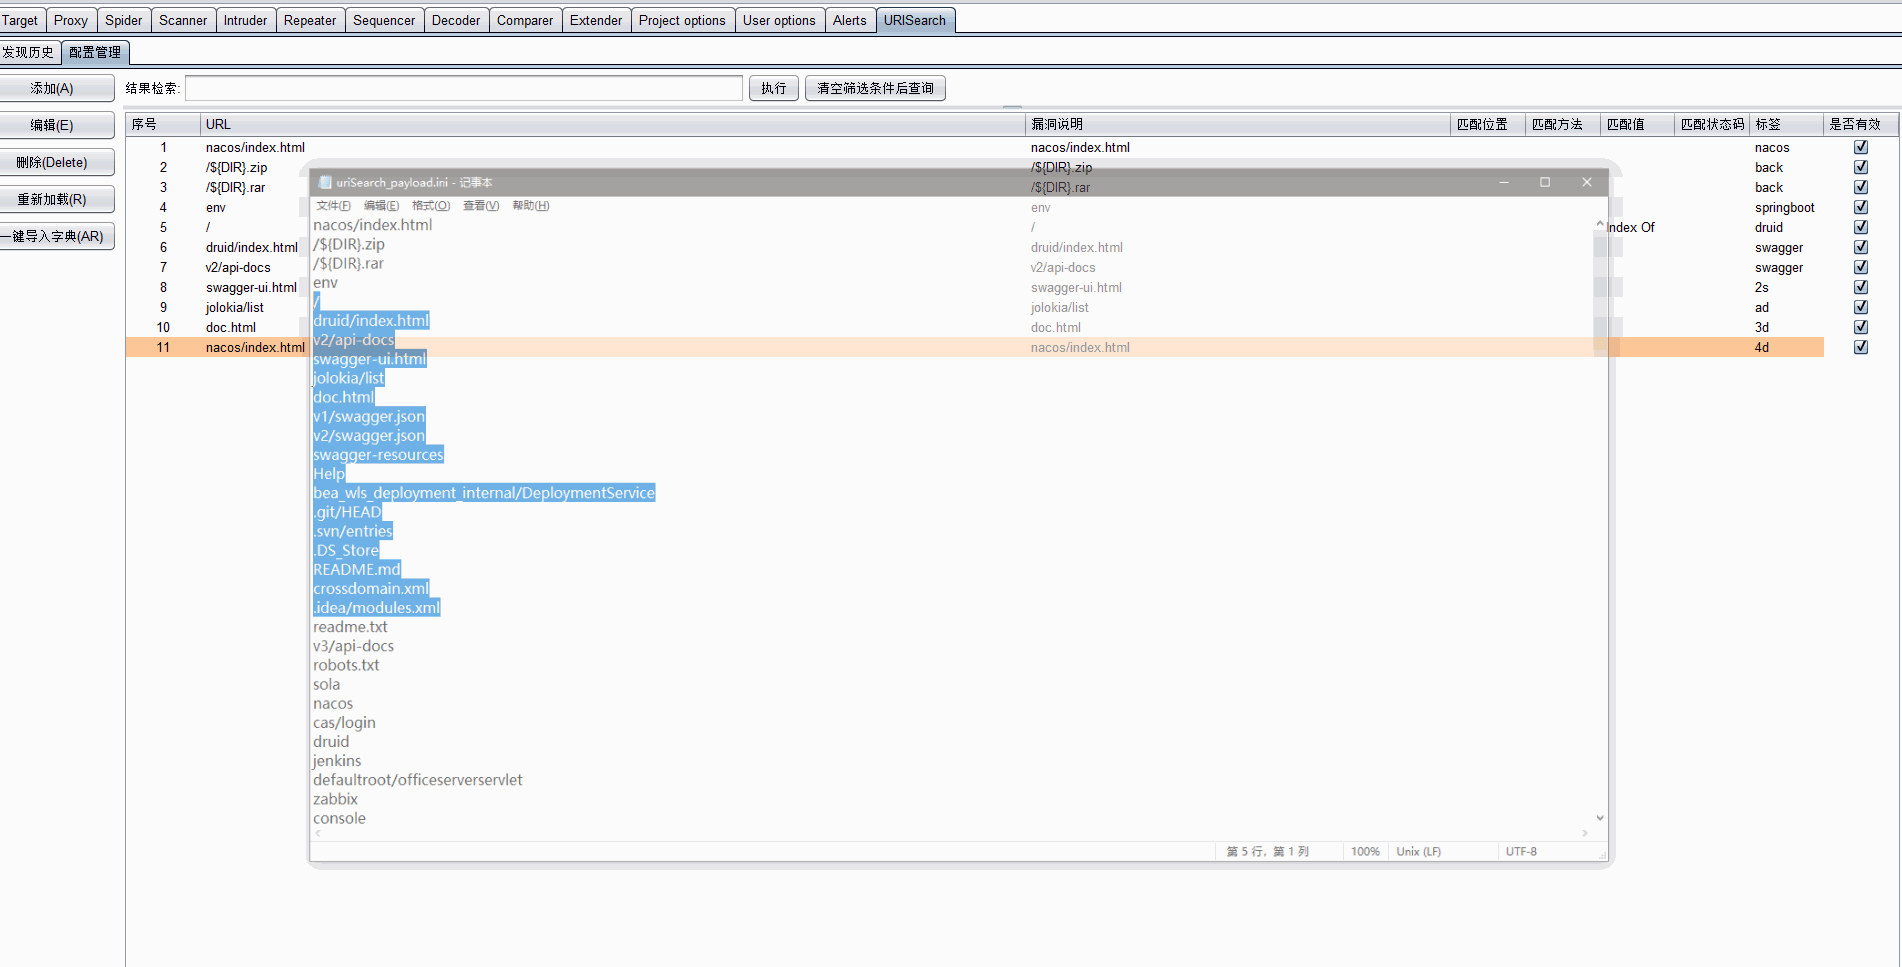 Target Proxy Spider Scanner Intruder Repeater Sequencer Decoder Comparer Extender Project options User options Alerts URISearch
发现历史 配置管理
添加(A) 结果检索: 执行 清空筛选条件后查询
编辑(E)
删除(Delete)
重新加载(R)
一键导入字典(AR)
序号 URL 漏洞说明 匹配位置 匹配方法 匹配值 匹配状态码 标签 是否有效
1 nacos/index.html nacos/index.html nacos
2 /${DIR}.zip /${DIR}.zip back
3 /${DIR}.rar /${DIR}.rar back
4 env env springboot
5 / / Index Of druid
6 druid/index.html druid/index.html swagger
7 v2/api-docs v2/api-docs swagger
8 swagger-ui.html swagger-ui.html 2s
9 jolokia/list jolokia/list ad
10 doc.html doc.html 3d
11 nacos/index.html nacos/index.html 4d
uriSearch_payload.ini - 记事本
文件(F) 编辑(E) 格式(O) 查看(V) 帮助(H)
nacos/index.html
/${DIR}.zip
/${DIR}.rar
env
/
druid/index.html
v2/api-docs
swagger-ui.html
jolokia/list
doc.html
v1/swagger.json
v2/swagger.json
swagger-resources
Help
bea_wls_deployment_internal/DeploymentService
.git/HEAD
.svn/entries
.DS_Store
README.md
crossdomain.xml
.idea/modules.xml
readme.txt
v3/api-docs
robots.txt
sola
nacos
cas/login
druid
jenkins
defaultroot/officeserverservlet
zabbix
console
第 5 行，第 1 列 100% Unix (LF) UTF-8